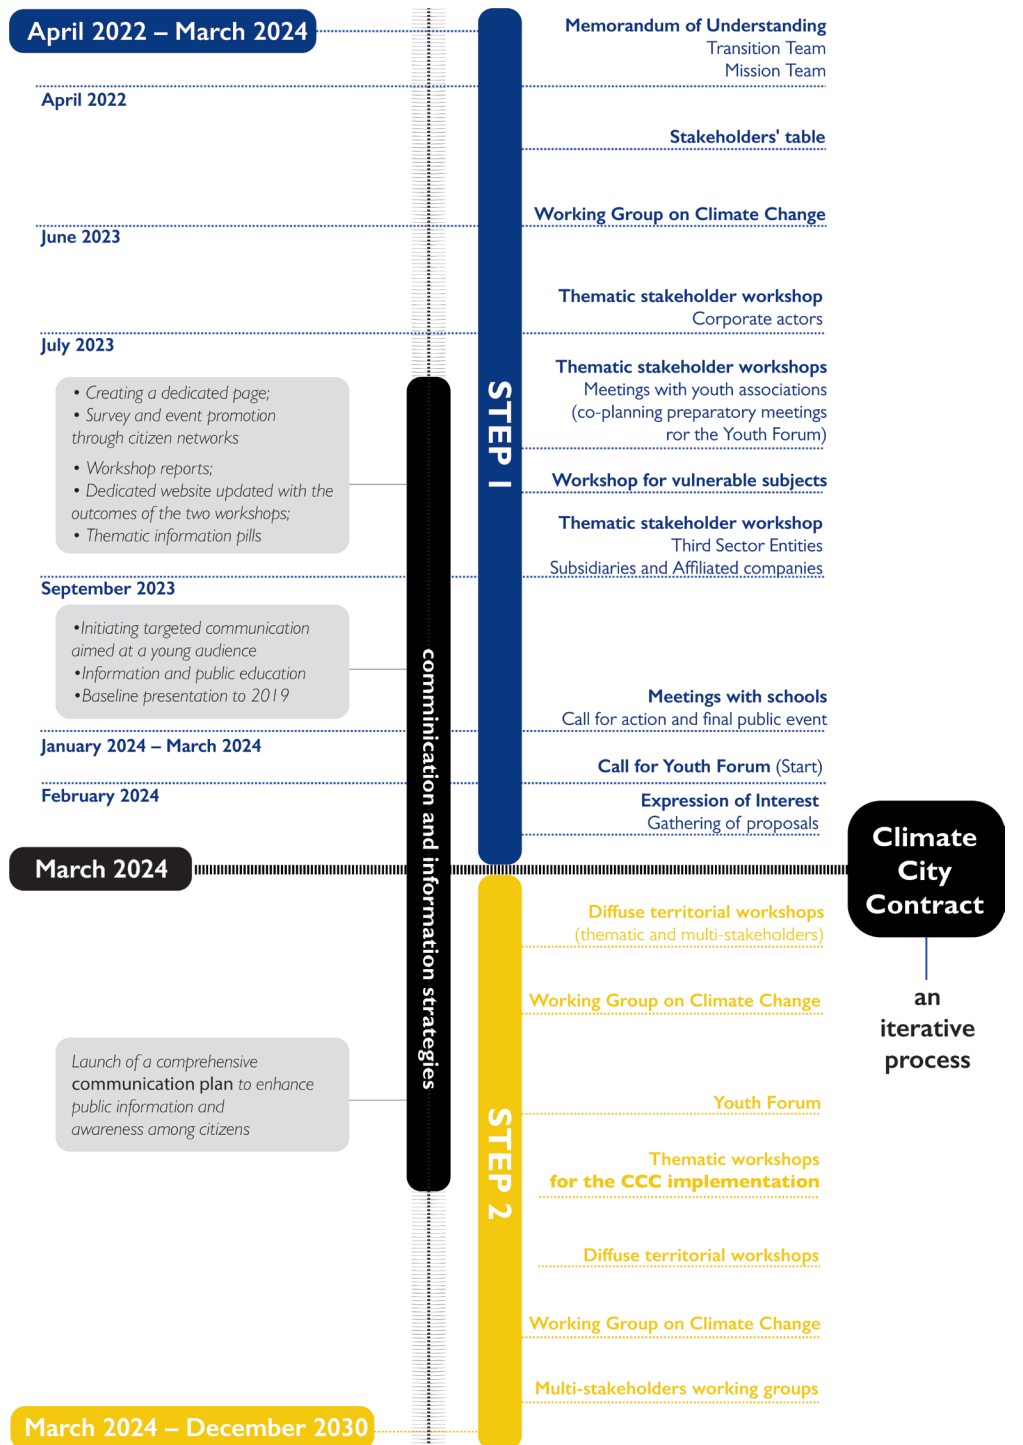 April 2022 – March 2024
Memorandum of Understanding
Transition Team
Mission Team
April 2022
Stakeholders' table
Working Group on Climate Change
June 2023
Thematic stakeholder workshop
Corporate actors
July 2023
Thematic stakeholder workshops
Meetings with youth associations
(co-planning preparatory meetings
ror the Youth Forum)
• Creating a dedicated page;
• Survey and event promotion
through citizen networks
• Workshop reports;
• Dedicated website updated with the
outcomes of the two workshops;
• Thematic information pills
STEP I
Workshop for vulnerable subjects
Thematic stakeholder workshop
Third Sector Entities
Subsidiaries and Affiliated companies
September 2023
•Initiating targeted communication
aimed at a young audience
•Information and public education
•Baseline presentation to 2019
comminication and information strategies
Meetings with schools
Call for action and final public event
January 2024 – March 2024
Call for Youth Forum (Start)
February 2024
Expression of Interest
Gathering of proposals
March 2024
Climate
City
Contract
an
iterative
process
Diffuse territorial workshops
(thematic and multi-stakeholders)
Working Group on Climate Change
Launch of a comprehensive
communication plan to enhance
public information and
awareness among citizens
STEP 2
Youth Forum
Thematic workshops
for the CCC implementation
Diffuse territorial workshops
Working Group on Climate Change
Multi-stakeholders working groups
March 2024 – December 2030